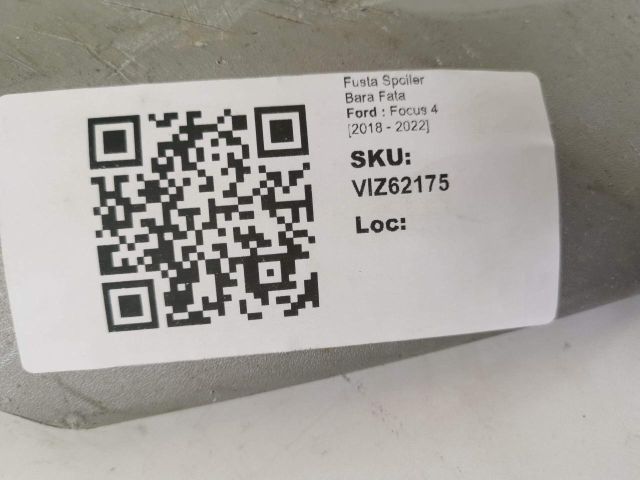 Fusta Spoiler
Bara Fata
Ford : Focus 4
[2018 - 2022]
SKU:
VIZ62175
Loc: